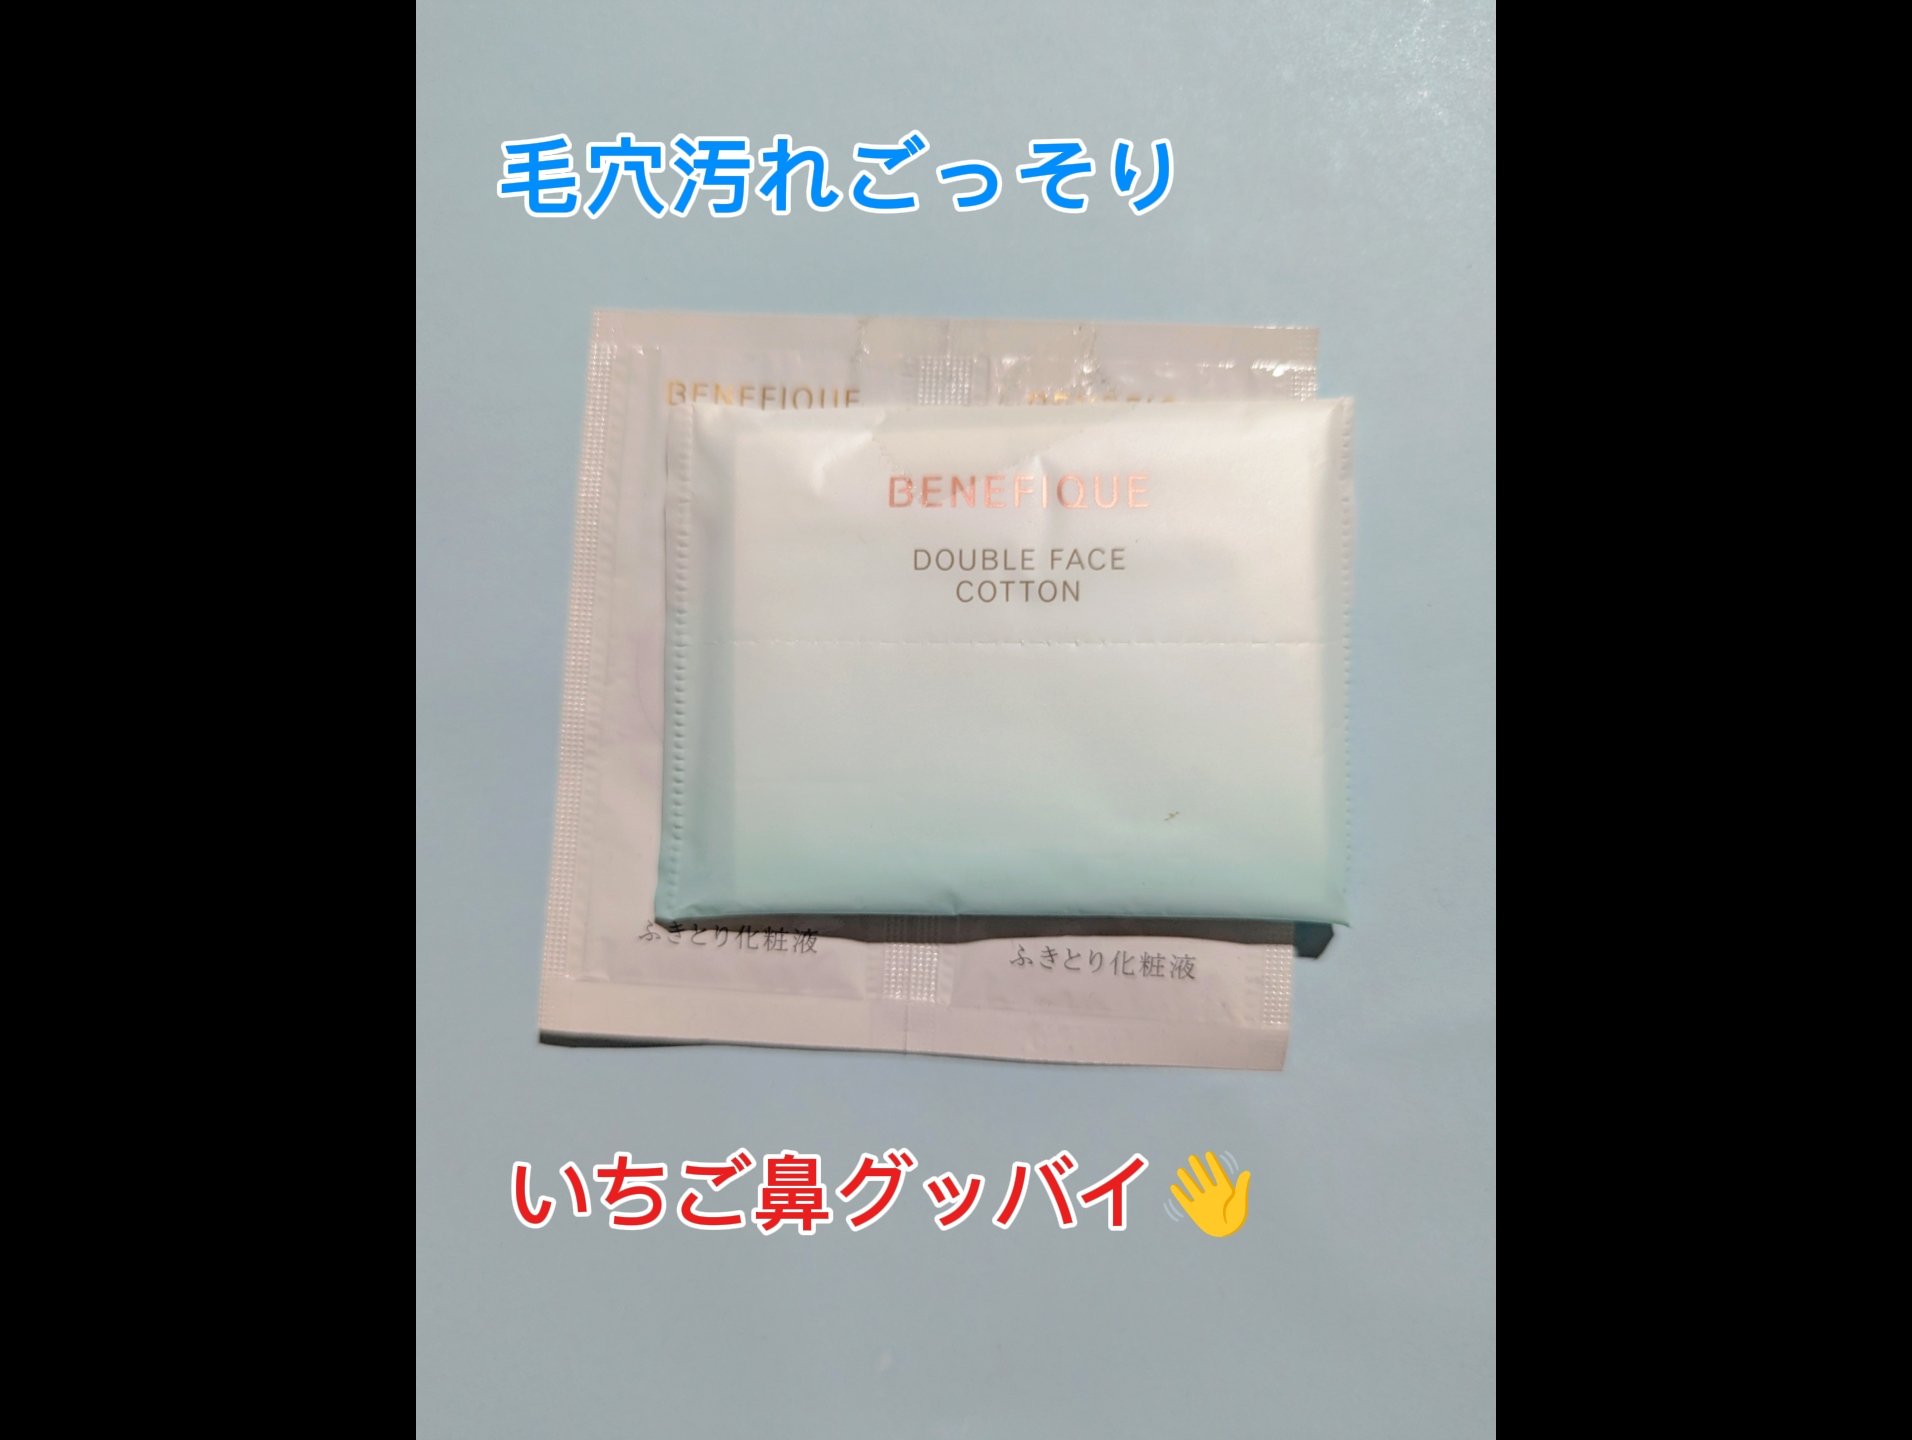 毛穴汚れごっそり
BENEFIQUE
BENEFIQUE
DOUBLE FACE
COTTON
ふきとり化粧液
ふきとり化粧液
いちご鼻グッバイ👋